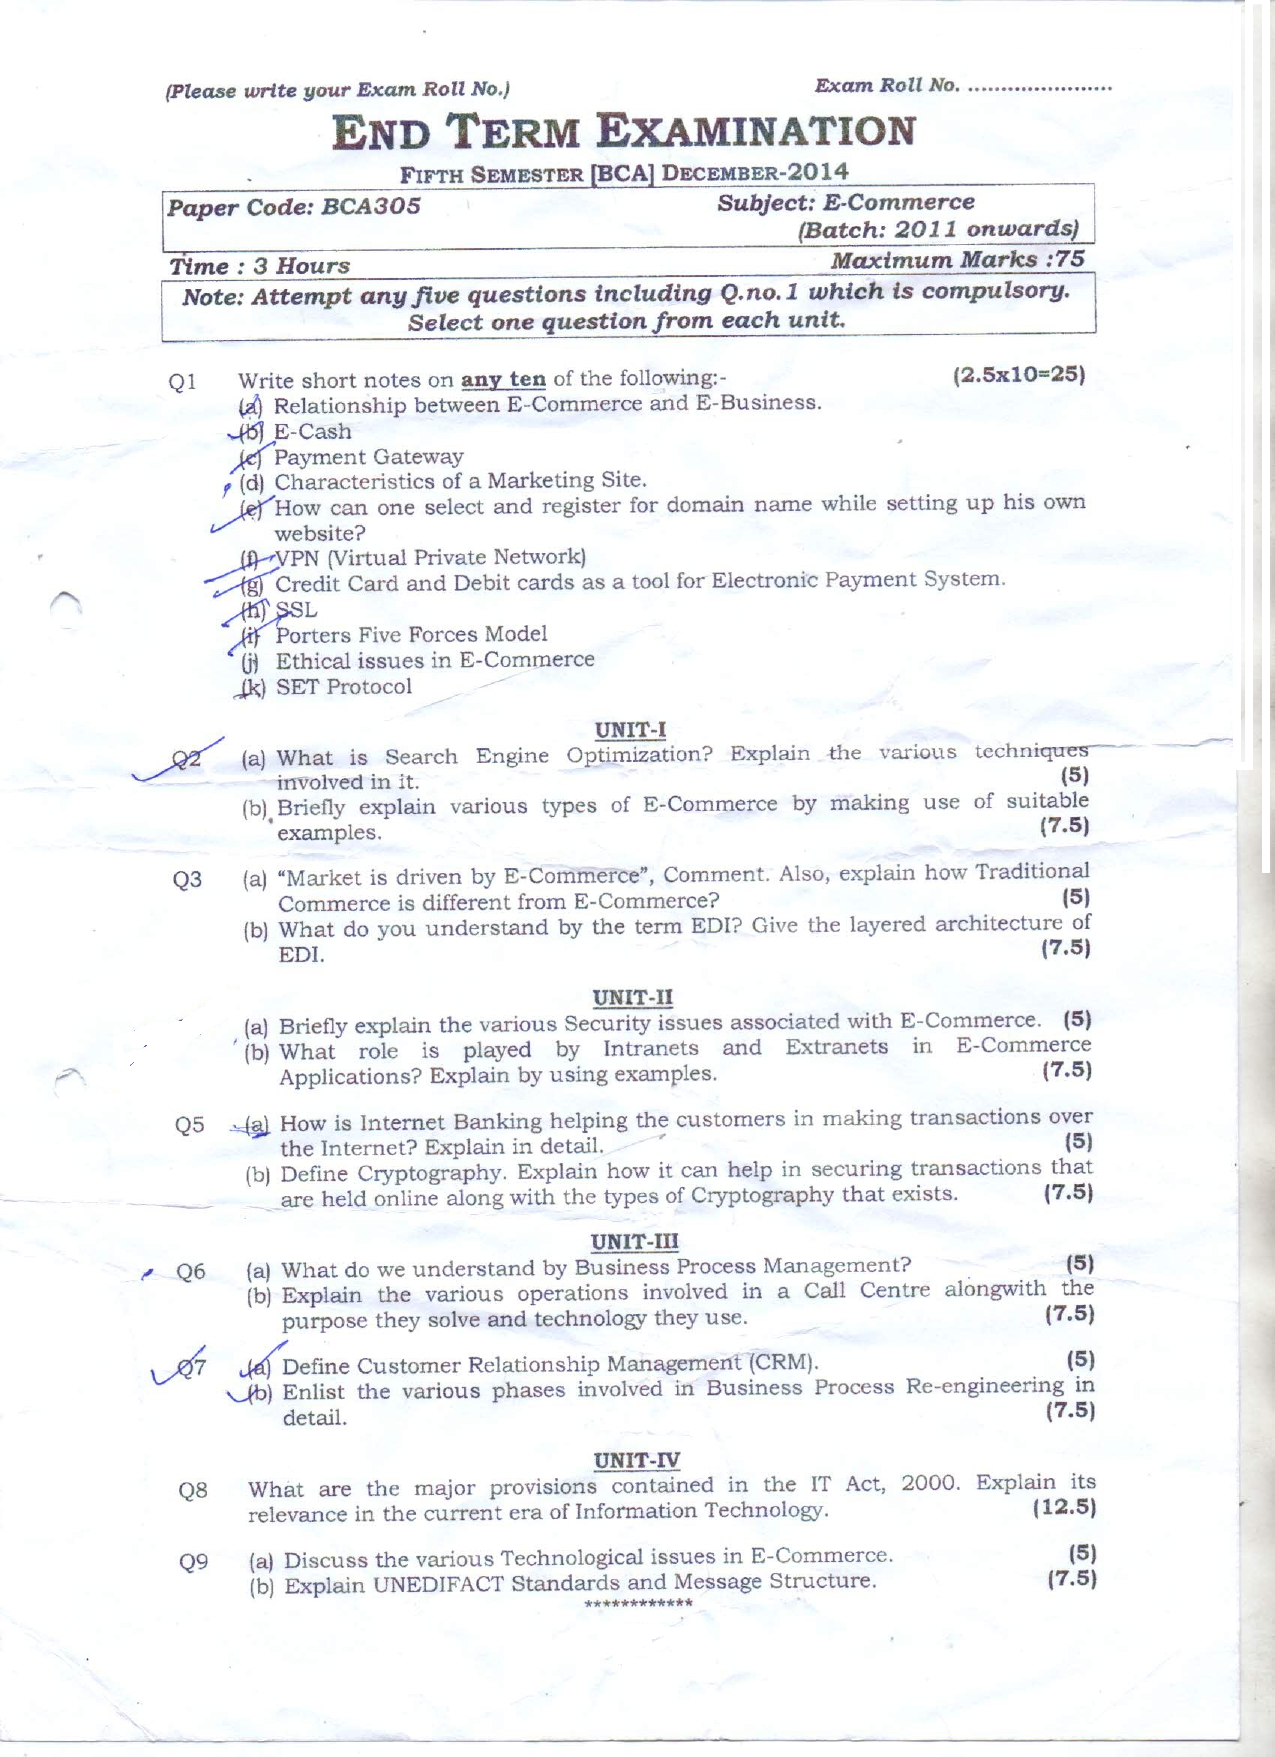 (Please write your Exam Roll No.) Exam Roll No. ......................
END TERM EXAMINATION
FIFTH SEMESTER [BCA] DECEMBER-2014
Paper Code: BCA305 Subject: E-Commerce
(Batch: 2011 onwards)
Time : 3 Hours Maximum Marks :75
Note: Attempt any five questions including Q.no.1 which is compulsory.
Select one question from each unit.
Q1 Write short notes on any ten of the following:- (2.5x10=25)
(a) Relationship between E-Commerce and E-Business.
(b) E-Cash
(c) Payment Gateway
(d) Characteristics of a Marketing Site.
(e) How can one select and register for domain name while setting up his own
website?
(f) VPN (Virtual Private Network)
(g) Credit Card and Debit cards as a tool for Electronic Payment System.
(h) SSL
(i) Porters Five Forces Model
(j) Ethical issues in E-Commerce
(k) SET Protocol
UNIT-I
Q2 (a) What is Search Engine Optimization? Explain the various techniques
involved in it. (5)
(b) Briefly explain various types of E-Commerce by making use of suitable
examples. (7.5)
Q3 (a) “Market is driven by E-Commerce”, Comment. Also, explain how Traditional
Commerce is different from E-Commerce? (5)
(b) What do you understand by the term EDI? Give the layered architecture of
EDI. (7.5)
UNIT-II
(a) Briefly explain the various Security issues associated with E-Commerce. (5)
(b) What role is played by Intranets and Extranets in E-Commerce
Applications? Explain by using examples. (7.5)
Q5 (a) How is Internet Banking helping the customers in making transactions over
the Internet? Explain in detail. (5)
(b) Define Cryptography. Explain how it can help in securing transactions that
are held online along with the types of Cryptography that exists. (7.5)
UNIT-III
Q6 (a) What do we understand by Business Process Management? (5)
(b) Explain the various operations involved in a Call Centre alongwith the
purpose they solve and technology they use. (7.5)
Q7 (a) Define Customer Relationship Management (CRM). (5)
(b) Enlist the various phases involved in Business Process Re-engineering in
detail. (7.5)
UNIT-IV
Q8 What are the major provisions contained in the IT Act, 2000. Explain its
relevance in the current era of Information Technology. (12.5)
Q9 (a) Discuss the various Technological issues in E-Commerce. (5)
(b) Explain UNEDIFACT Standards and Message Structure. (7.5)
************